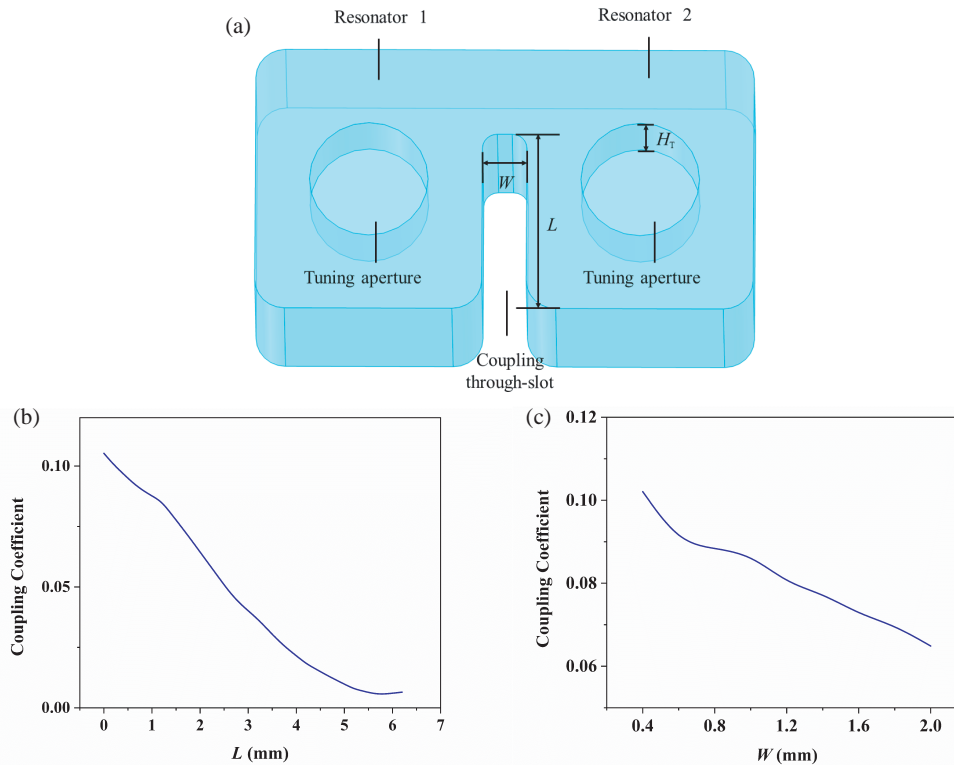 (a)
Resonator 1
Resonator 2
H_T
W
L
Tuning aperture
Tuning aperture
Coupling
through-slot
(b)
0.10
0.05
0.00
0 1 2 3 4 5 6 7
Coupling Coefficient
L (mm)
(c)
0.12
0.10
0.08
0.06
0.4 0.8 1.2 1.6 2.0
Coupling Coefficient
W (mm)